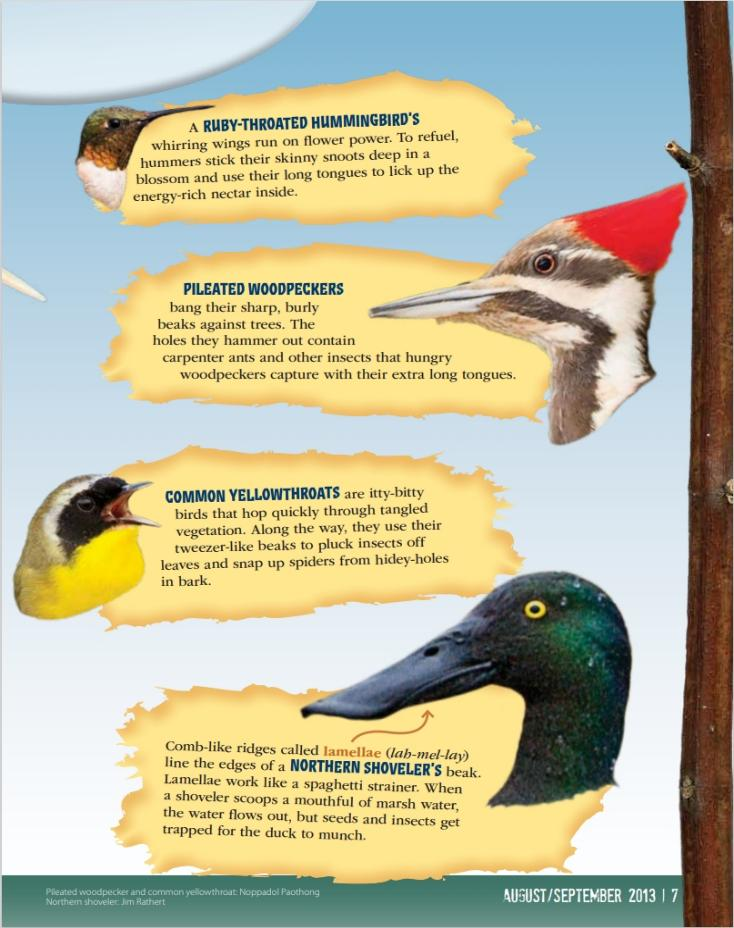 A RUBY-THROATED HUMMINGBIRD'S
whirring wings run on flower power. To refuel,
hummers stick their skinny snoots deep in a
blossom and use their long tongues to lick up the
energy-rich nectar inside.
PILEATED WOODPECKERS
bang their sharp, burly
beaks against trees. The
holes they hammer out contain
carpenter ants and other insects that hungry
woodpeckers capture with their extra long tongues.
COMMON YELLOWTHROATS are itty-bitty
birds that hop quickly through tangled
vegetation. Along the way, they use their
tweezer-like beaks to pluck insects off
leaves and snap up spiders from hidey-holes
in bark.
Comb-like ridges called lamellae (lah-mel-lay)
line the edges of a NORTHERN SHOVELER'S beak.
Lamellae work like a spaghetti strainer. When
a shoveler scoops a mouthful of marsh water,
the water flows out, but seeds and insects get
trapped for the duck to munch.
Pileated woodpecker and common yellowthroat: Noppadol Paothong
Northern shoveler: Jim Rathert
AUGUST/SEPTEMBER 2013 | 7